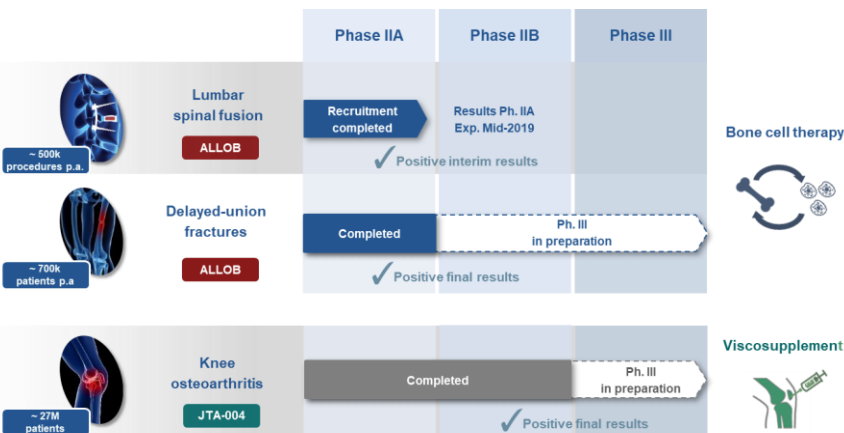 Phase IIA
Phase IIB
Phase III
Lumbar
spinal fusion
ALLOB
~ 500k
procedures p.a.
Recruitment
completed
Results Ph. IIA
Exp. Mid-2019
Positive interim results
Bone cell therapy
Delayed-union
fractures
ALLOB
~ 700k
patients p.a
Completed
Ph. III
in preparation
Positive final results
Knee
osteoarthritis
JTA-004
~ 27M
patients
Completed
Ph. III
in preparation
Positive final results
Viscosupplement